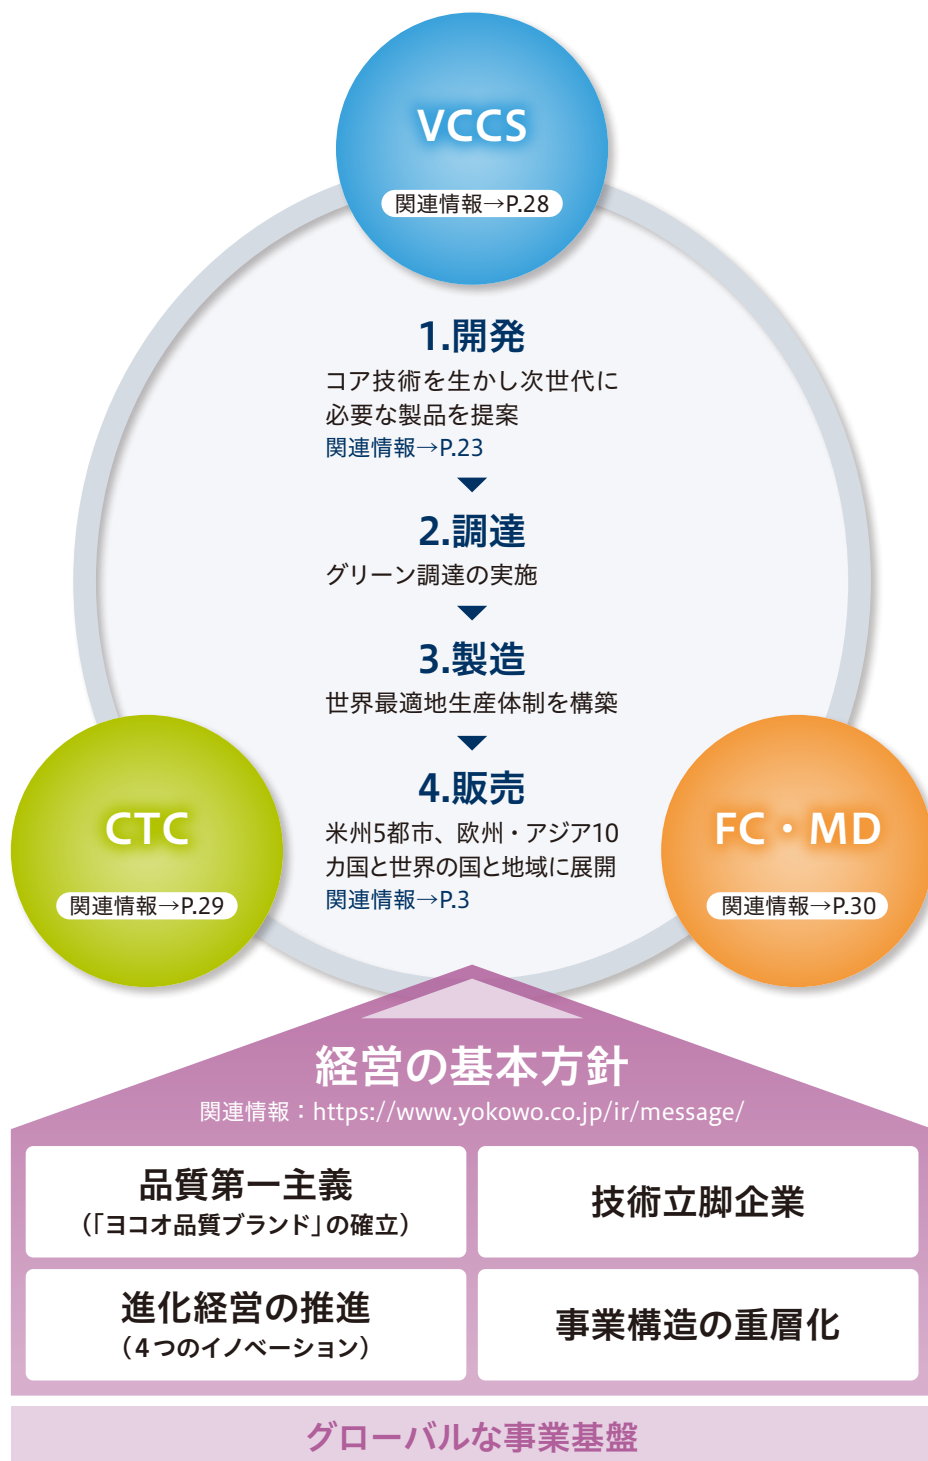 VCCS
関連情報→P.28
1.開発
コア技術を生かし次世代に
必要な製品を提案
関連情報→P.23
2.調達
グリーン調達の実施
3.製造
世界最適地生産体制を構築
4.販売
米州5都市、欧州・アジア10
カ国と世界の国と地域に展開
関連情報→P.3
CTC
関連情報→P.29
FC・MD
関連情報→P.30
経営の基本方針
関連情報：https://www.yokowo.co.jp/ir/message/
品質第一主義
（「ヨコオ品質ブランド」の確立）
技術立脚企業
進化経営の推進
（4つのイノベーション）
事業構造の重層化
グローバルな事業基盤